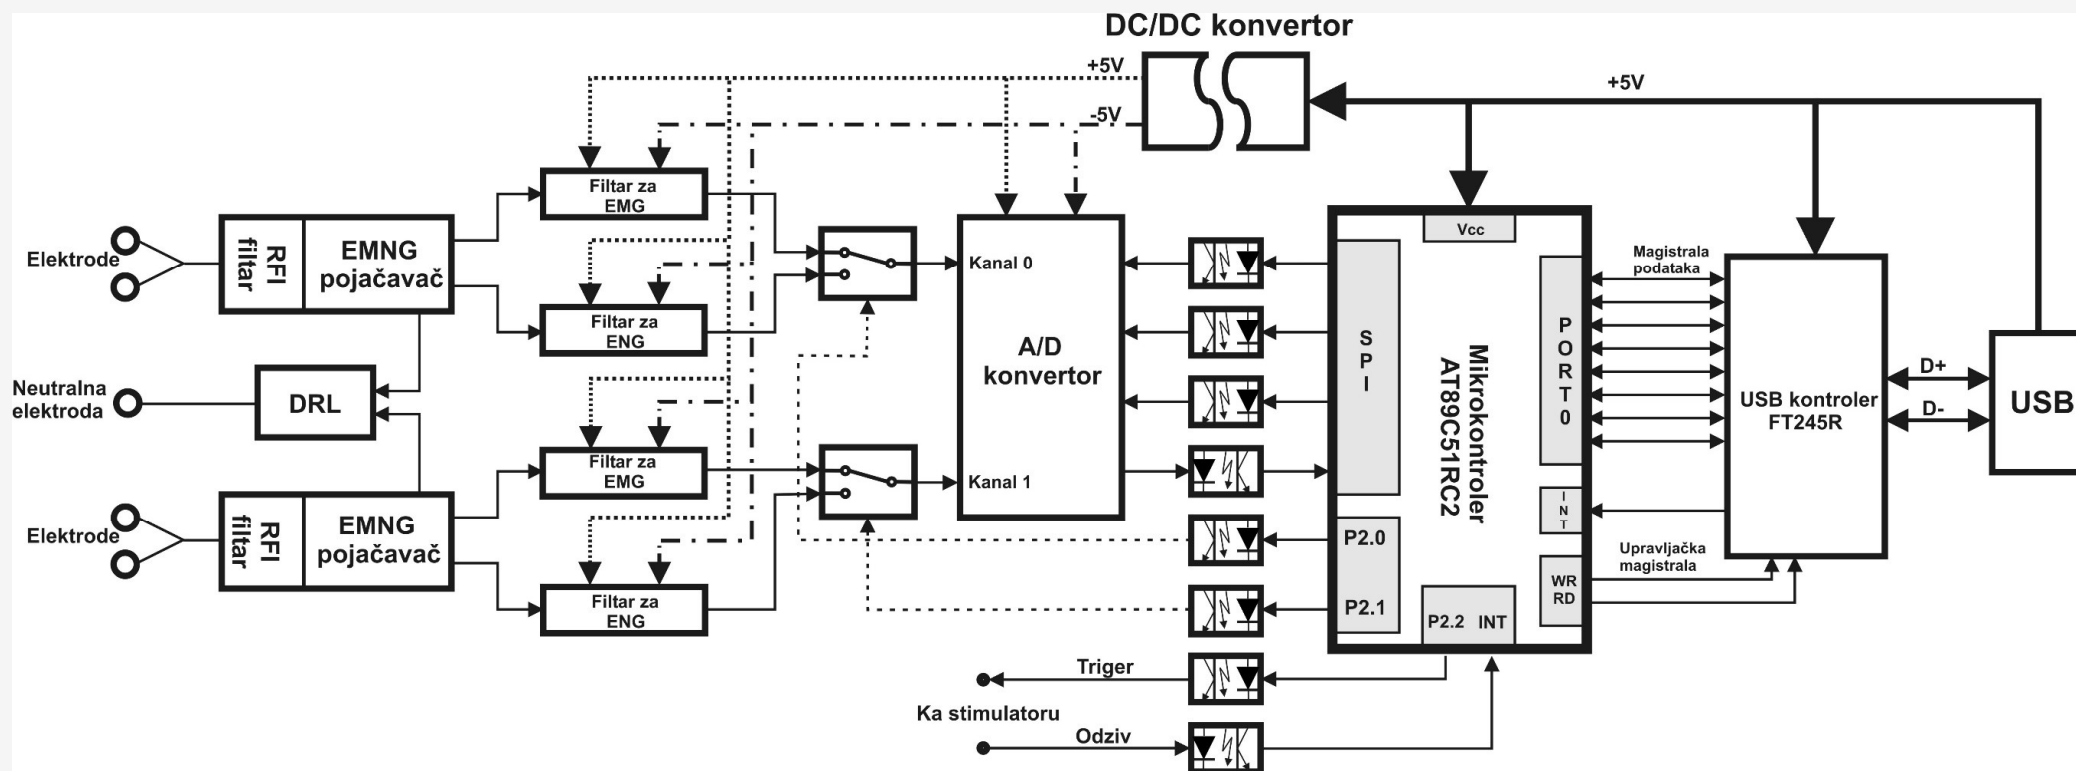 DC/DC konvertor
+5V
-5V
+5V
Filtar za
EMG
Filtar za
ENG
Filtar za
EMG
Filtar za
ENG
Elektrode
RFI
filtar
EMNG
pojačavač
Neutralna
elektroda
DRL
Elektrode
RFI
filtar
EMNG
pojačavač
Kanal 0
A/D
konvertor
Kanal 1
Vcc
SPI
P2.0
P2.1
Mikrokontroler
AT89C51RC2
PORT0
INT
WR
RD
P2.2 INT
Magistrala
podataka
Upravljačka
magistrala
USB kontroler
FT245R
D+
D-
USB
Triger
Ka stimulatoru
Odziv